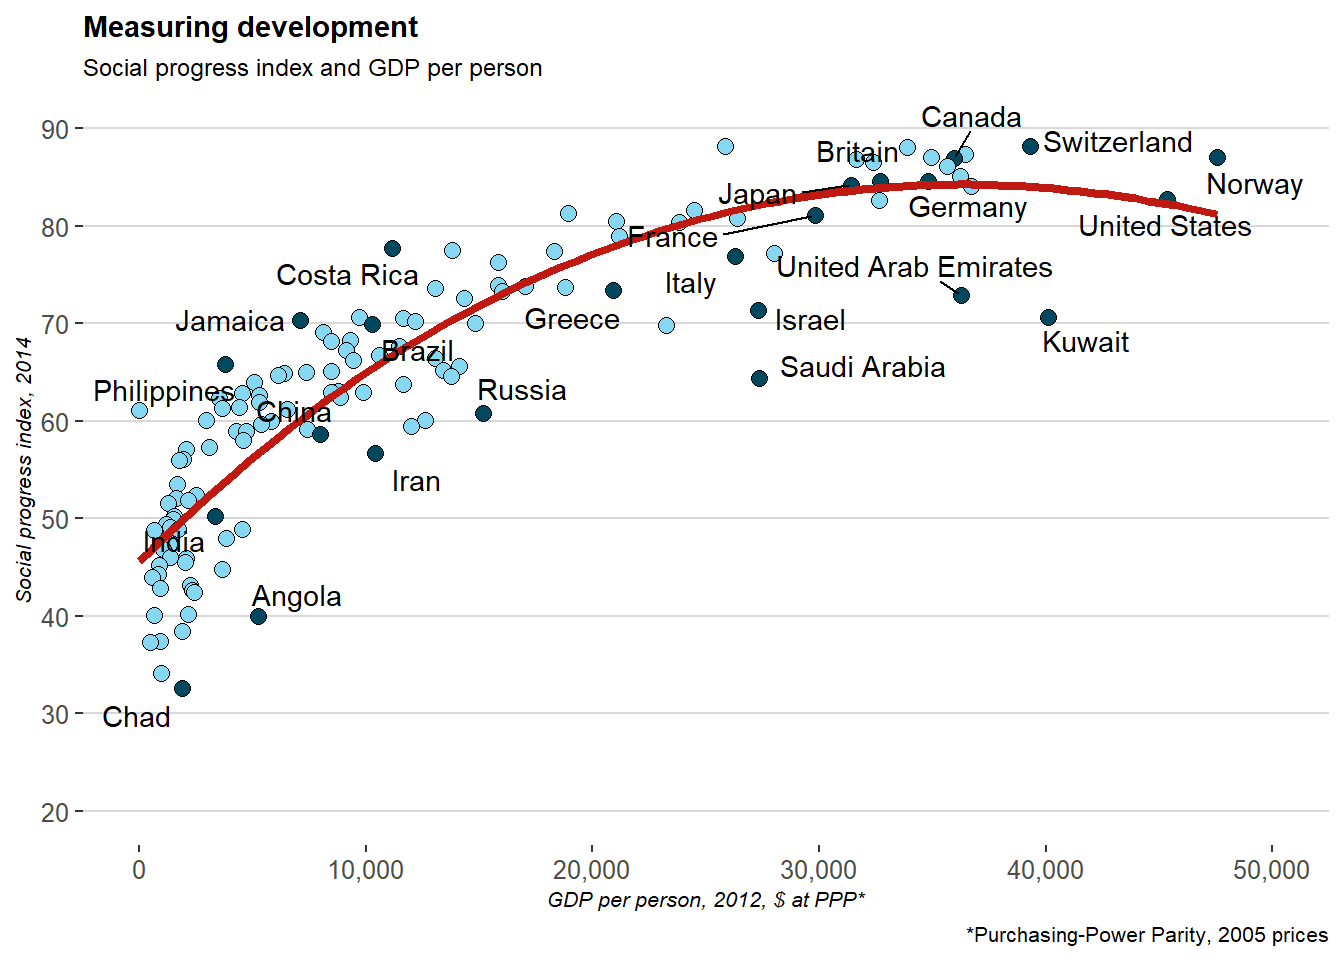 Measuring development
Social progress index and GDP per person
Social progress index, 2014
90
80
70
60
50
40
30
20
Canada
Britain
Switzerland
Japan
Norway
Germany
France
United States
Costa Rica
Italy
United Arab Emirates
Jamaica
Greece
Israel
Brazil
Kuwait
Philippines
Russia
Saudi Arabia
China
Iran
India
Angola
Chad
0
10,000
20,000
30,000
40,000
50,000
GDP per person, 2012, $ at PPP*
*Purchasing-Power Parity, 2005 prices